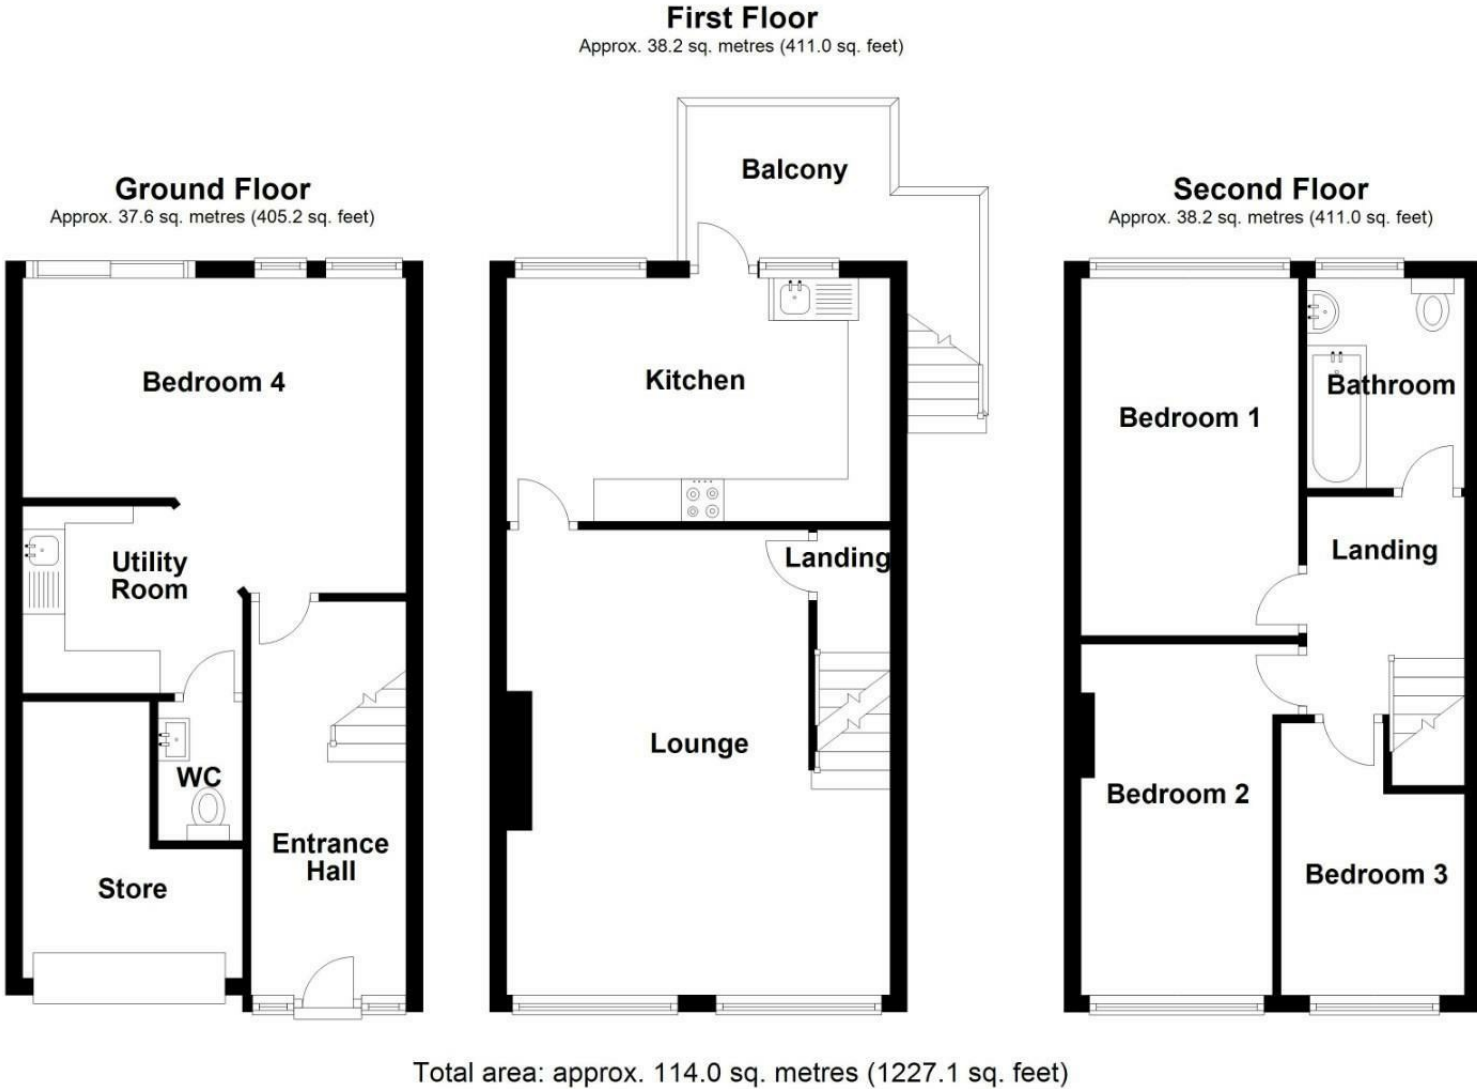 First Floor
Approx. 38.2 sq. metres (411.0 sq. feet)
Balcony
Kitchen
Landing
Lounge
Ground Floor
Approx. 37.6 sq. metres (405.2 sq. feet)
Bedroom 4
Utility
Room
WC
Entrance
Hall
Store
Second Floor
Approx. 38.2 sq. metres (411.0 sq. feet)
Bathroom
Bedroom 1
Landing
Bedroom 2
Bedroom 3
Total area: approx. 114.0 sq. metres (1227.1 sq. feet)